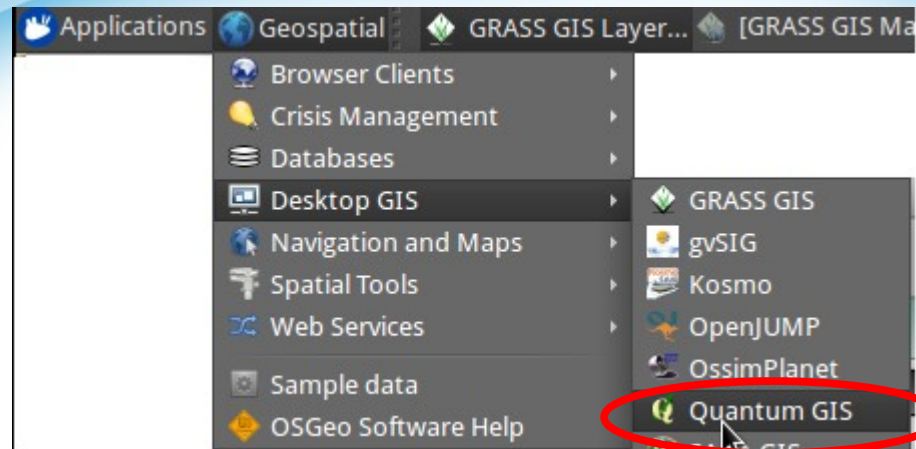 Applications Geospatial GRASS GIS Layer... [GRASS GIS Ma
Browser Clients
Crisis Management
Databases
Desktop GIS
Navigation and Maps
Spatial Tools
Web Services
Sample data
OSGeo Software Help
GRASS GIS
gvSIG
Kosmo
OpenJUMP
OssimPlanet
Quantum GIS